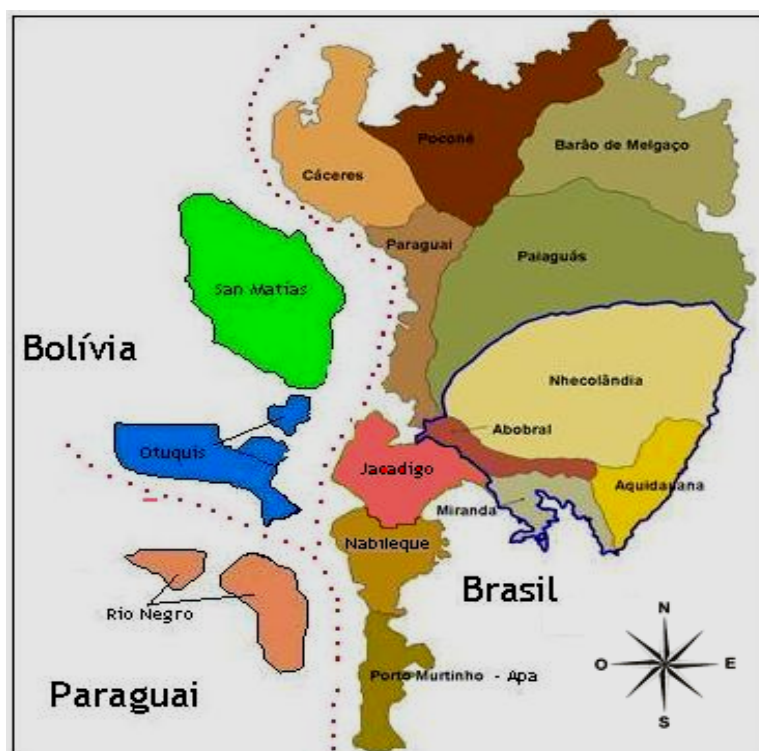 Poconé
Barão de Melgaço
Cáceres
Paraguai
Paiaguás
San Matías
Bolívia
Nhecolândia
Abobral
Otuquis
Jacadigo
Aquidauana
Miranda
Nabileque
Brasil
Rio Negro
N
O
E
S
Porto Murtinho - Apa
Paraguai